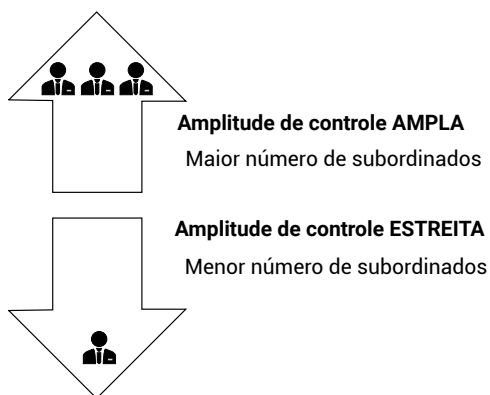 Amplitude de controle AMPLA
Maior número de subordinados
Amplitude de controle ESTREITA
Menor número de subordinados